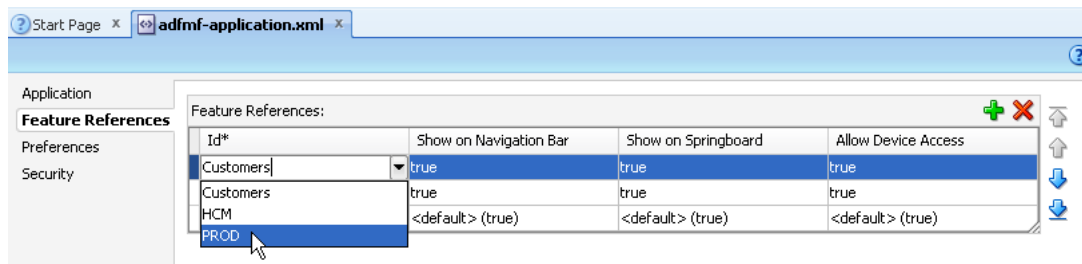 Start Page x adfmf-application.xml x
Application
Feature References
Preferences
Security
Feature References:
Id* Show on Navigation Bar Show on Springboard Allow Device Access
Customers true true true
Customers true true true
HCM <default> (true) <default> (true) <default> (true)
PROD